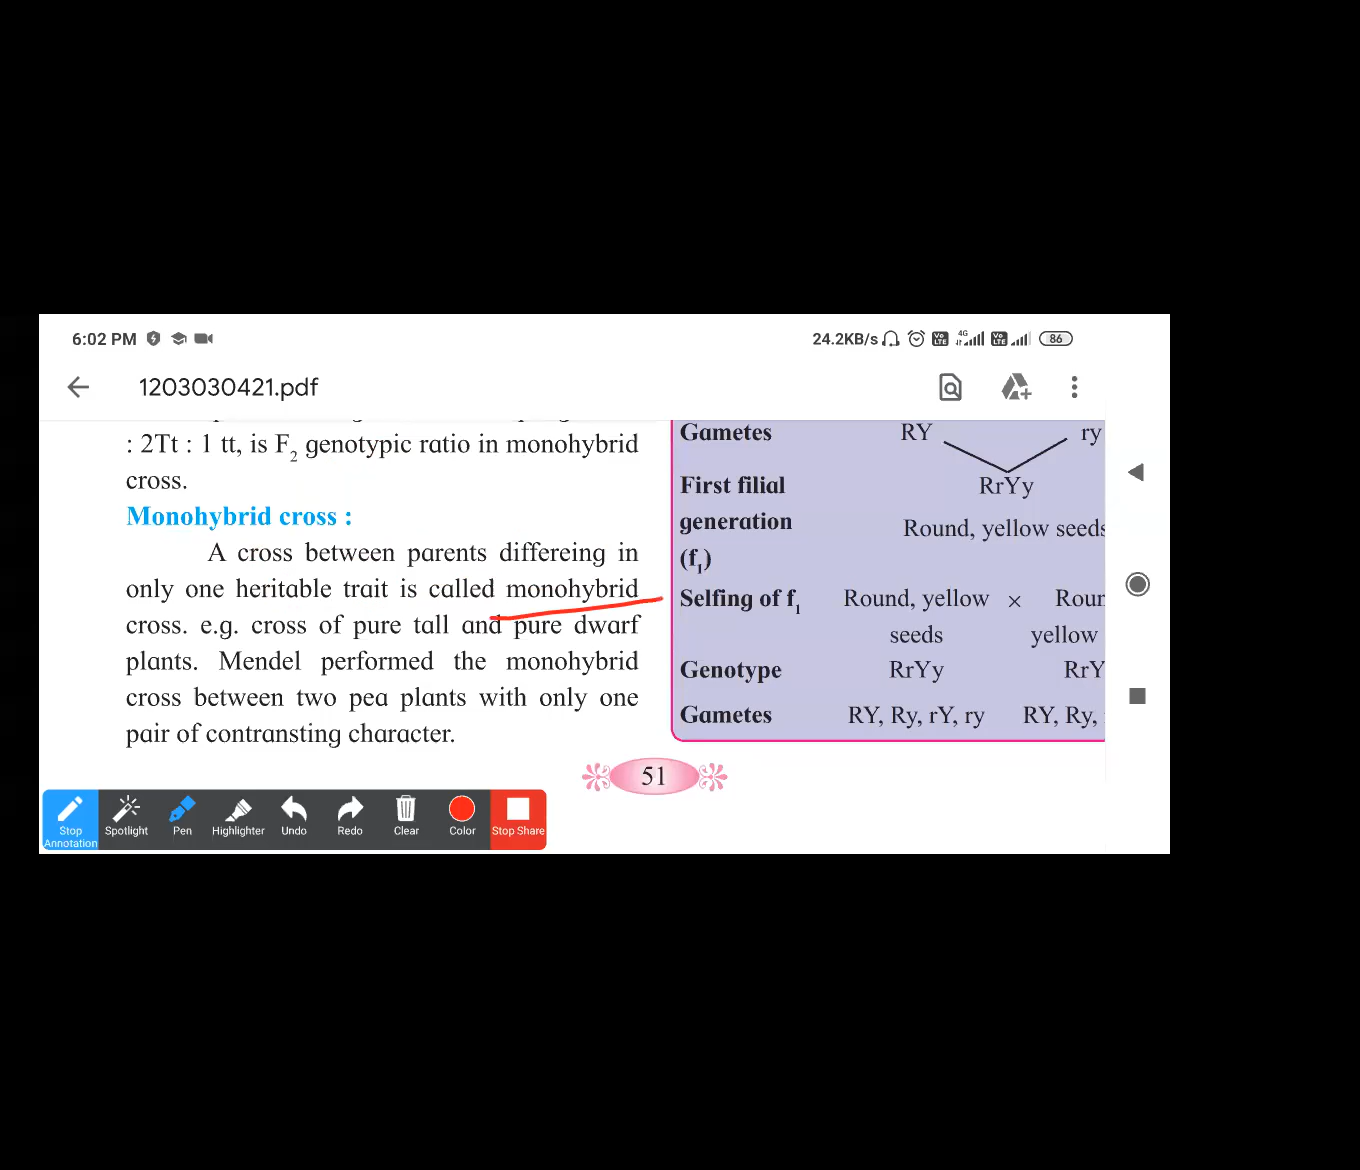 6:02 PM 24.2KB/s 4G 86
1203030421.pdf
: 2Tt : 1 tt, is F2 genotypic ratio in monohybrid
cross.
Monohybrid cross :
A cross between parents differeing in
only one heritable trait is called monohybrid
cross. e.g. cross of pure tall and pure dwarf
plants. Mendel performed the monohybrid
cross between two pea plants with only one
pair of contransting character.
Gametes RY ry
First filial RrYy
generation Round, yellow seeds
(f1)
Selfing of f1 Round, yellow × Roun
seeds yellow
Genotype RrYy RrY
Gametes RY, Ry, rY, ry RY, Ry,
51
Stop Annotation Spotlight Pen Highlighter Undo Redo Clear Color Stop Share